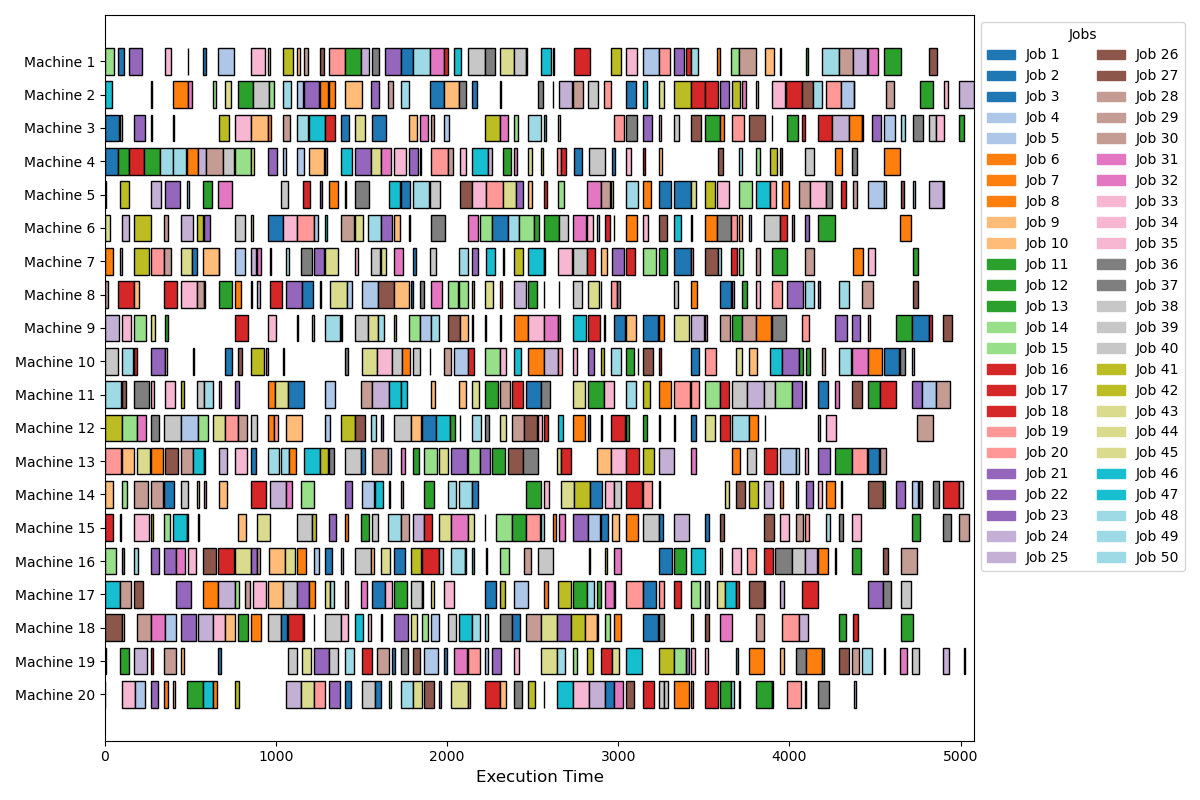 Machine 1
Machine 2
Machine 3
Machine 4
Machine 5
Machine 6
Machine 7
Machine 8
Machine 9
Machine 10
Machine 11
Machine 12
Machine 13
Machine 14
Machine 15
Machine 16
Machine 17
Machine 18
Machine 19
Machine 20
0 1000 2000 3000 4000 5000
Execution Time
Jobs
Job 1
Job 2
Job 3
Job 4
Job 5
Job 6
Job 7
Job 8
Job 9
Job 10
Job 11
Job 12
Job 13
Job 14
Job 15
Job 16
Job 17
Job 18
Job 19
Job 20
Job 21
Job 22
Job 23
Job 24
Job 25
Job 26
Job 27
Job 28
Job 29
Job 30
Job 31
Job 32
Job 33
Job 34
Job 35
Job 36
Job 37
Job 38
Job 39
Job 40
Job 41
Job 42
Job 43
Job 44
Job 45
Job 46
Job 47
Job 48
Job 49
Job 50